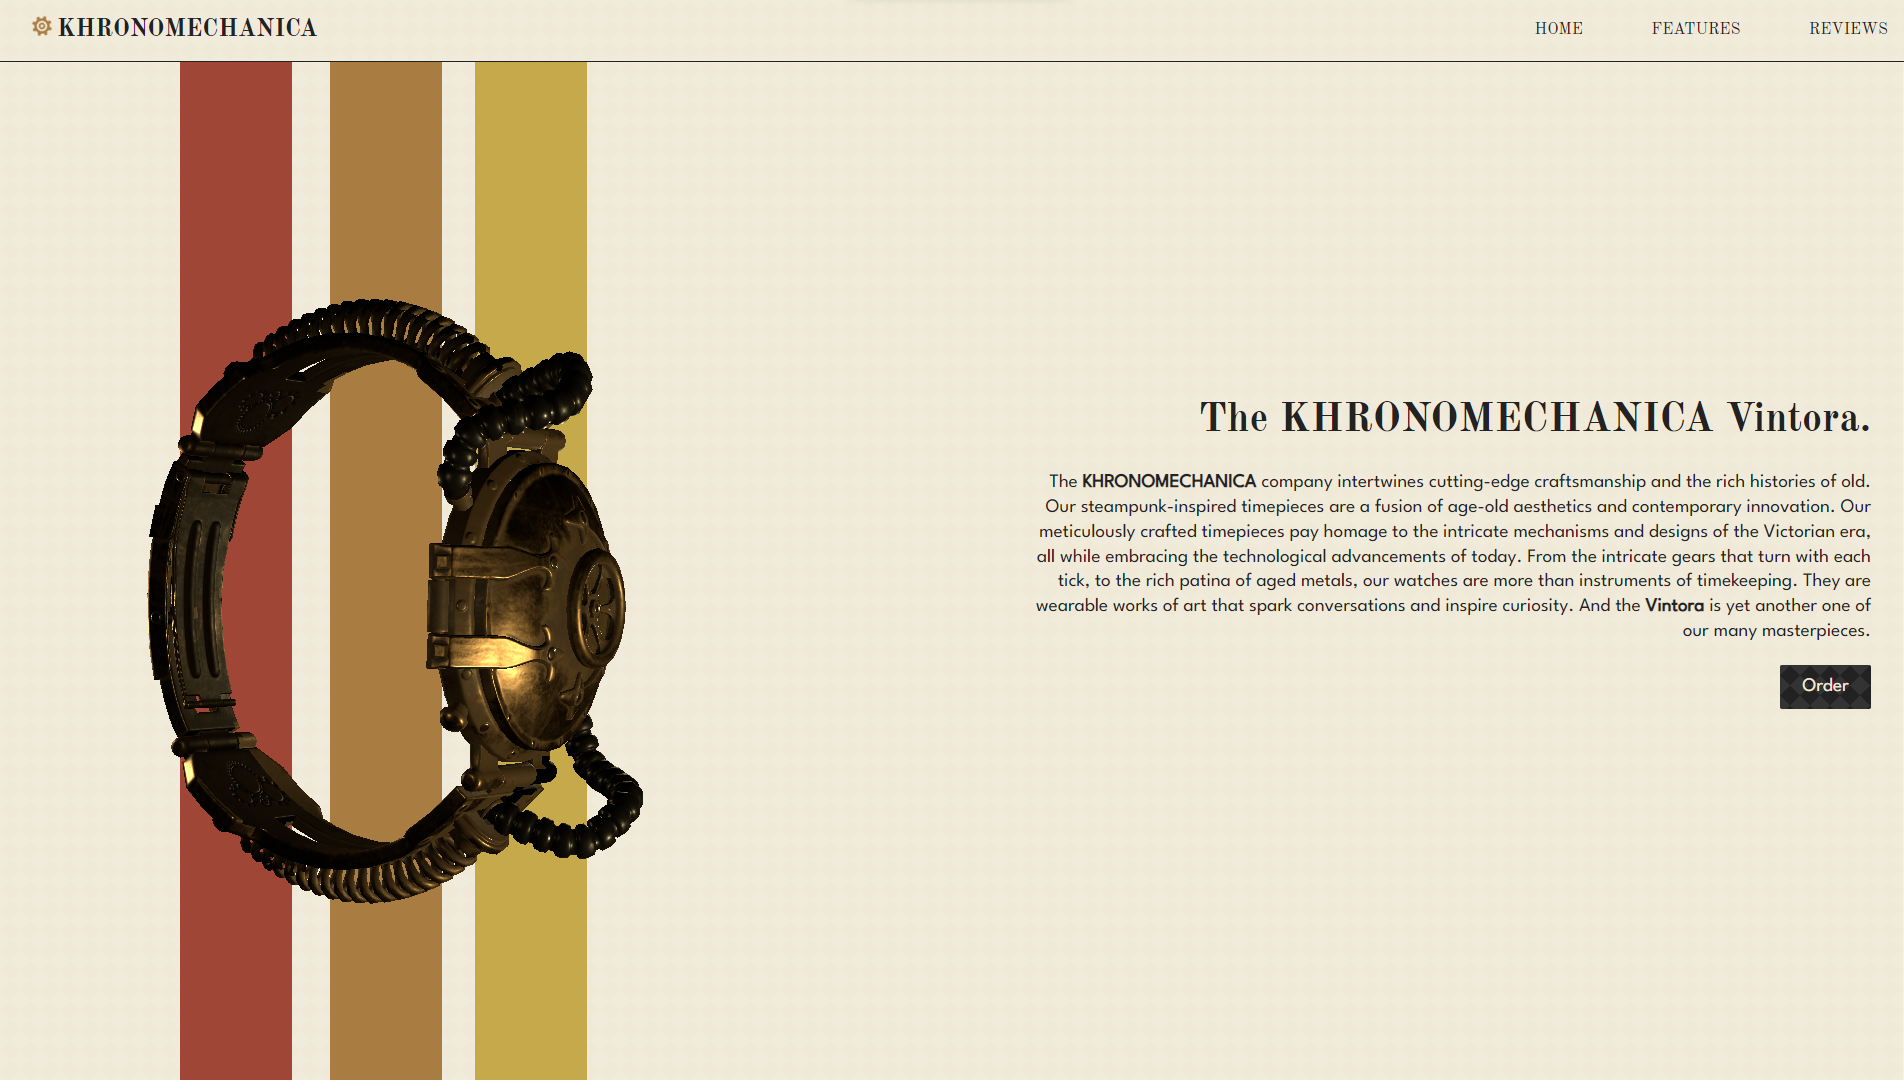 KHRONOMECHANICA
HOME
FEATURES
REVIEWS
The KHRONOMECHANICA Vintora.
The KHRONOMECHANICA company intertwines cutting-edge craftsmanship and the rich histories of old.
Our steampunk-inspired timepieces are a fusion of age-old aesthetics and contemporary innovation. Our
meticulously crafted timepieces pay homage to the intricate mechanisms and designs of the Victorian era,
all while embracing the technological advancements of today. From the intricate gears that turn with each
tick, to the rich patina of aged metals, our watches are more than instruments of timekeeping. They are
wearable works of art that spark conversations and inspire curiosity. And the Vintora is yet another one of
our many masterpieces.
Order